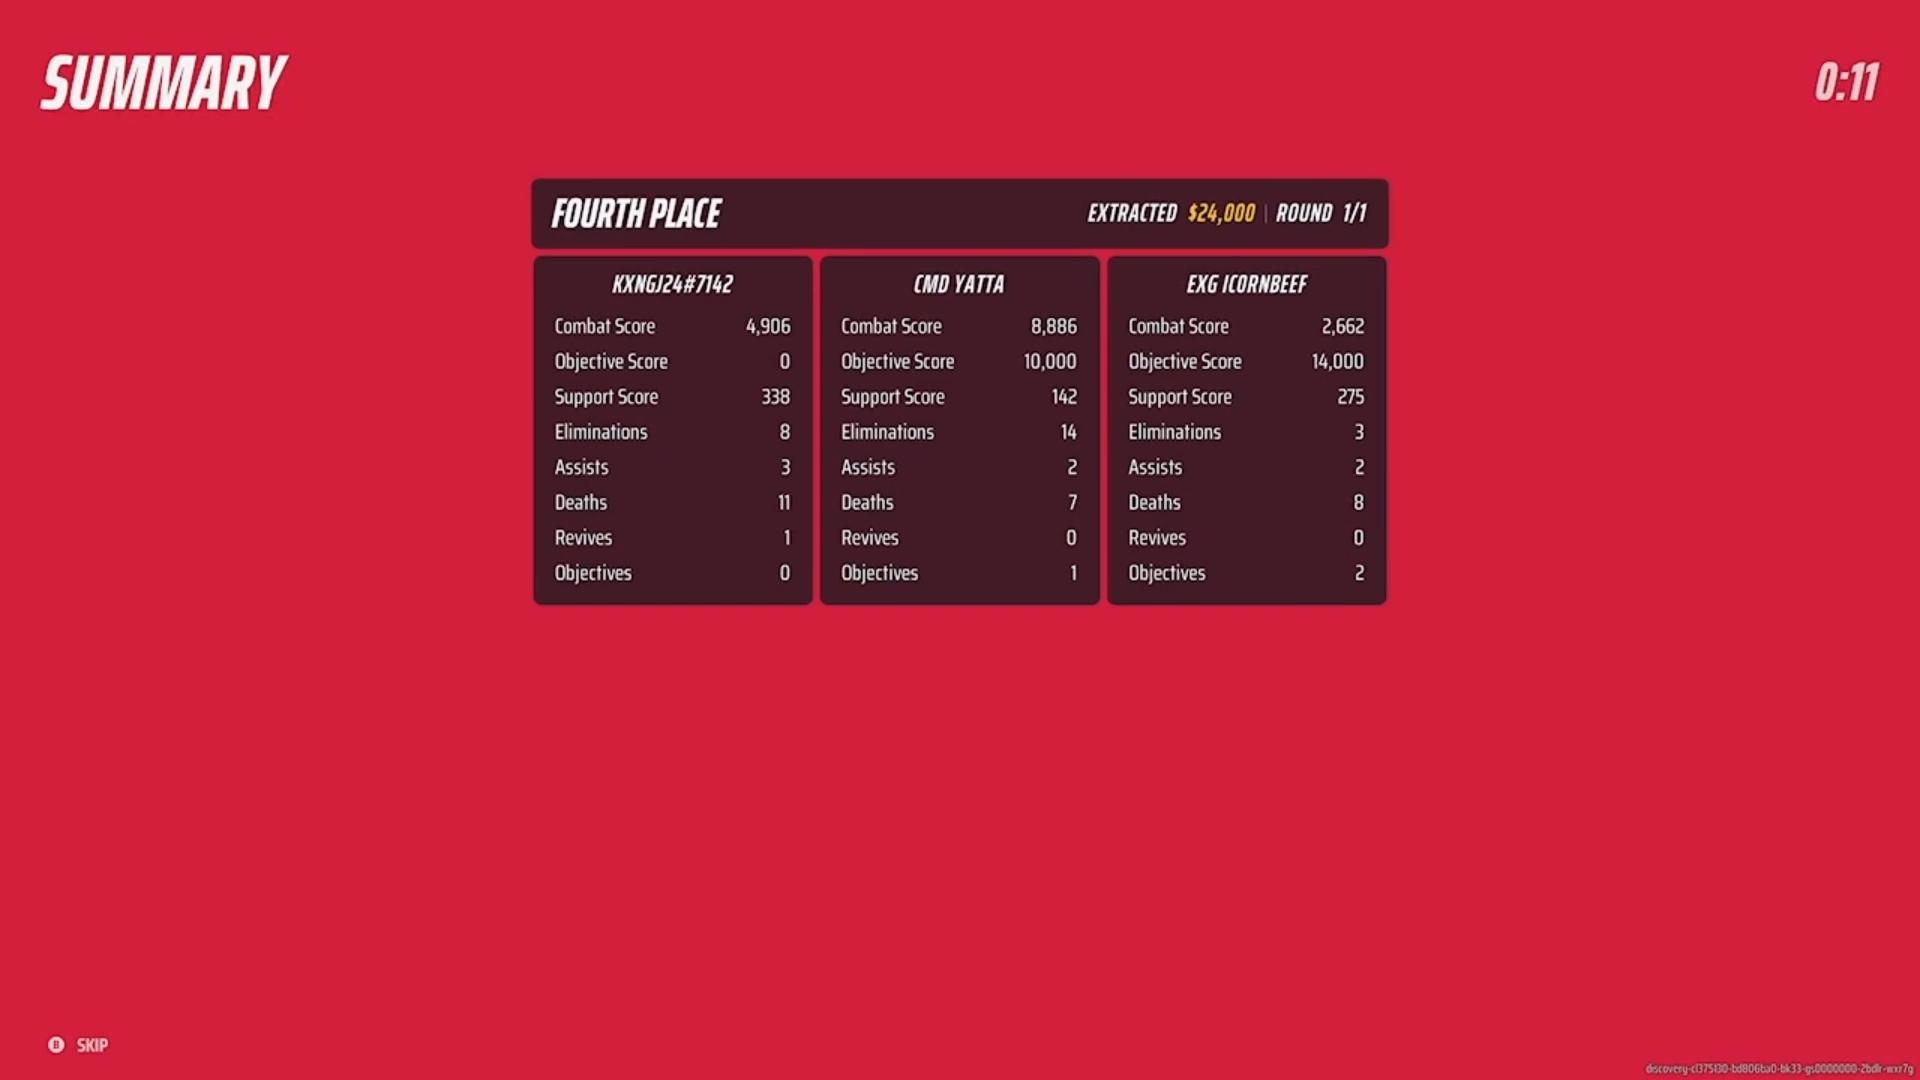 SUMMARY
0:11
FOURTH PLACE
EXTRACTED $24,000 | ROUND 1/1
KXNGJ24#7142
Combat Score 4,906
Objective Score 0
Support Score 338
Eliminations 8
Assists 3
Deaths 11
Revives 1
Objectives 0
CMD YATTA
Combat Score 8,886
Objective Score 10,000
Support Score 142
Eliminations 14
Assists 2
Deaths 7
Revives 0
Objectives 1
EXG ICORNBEEF
Combat Score 2,662
Objective Score 14,000
Support Score 275
Eliminations 3
Assists 2
Deaths 8
Revives 0
Objectives 2
B SKIP